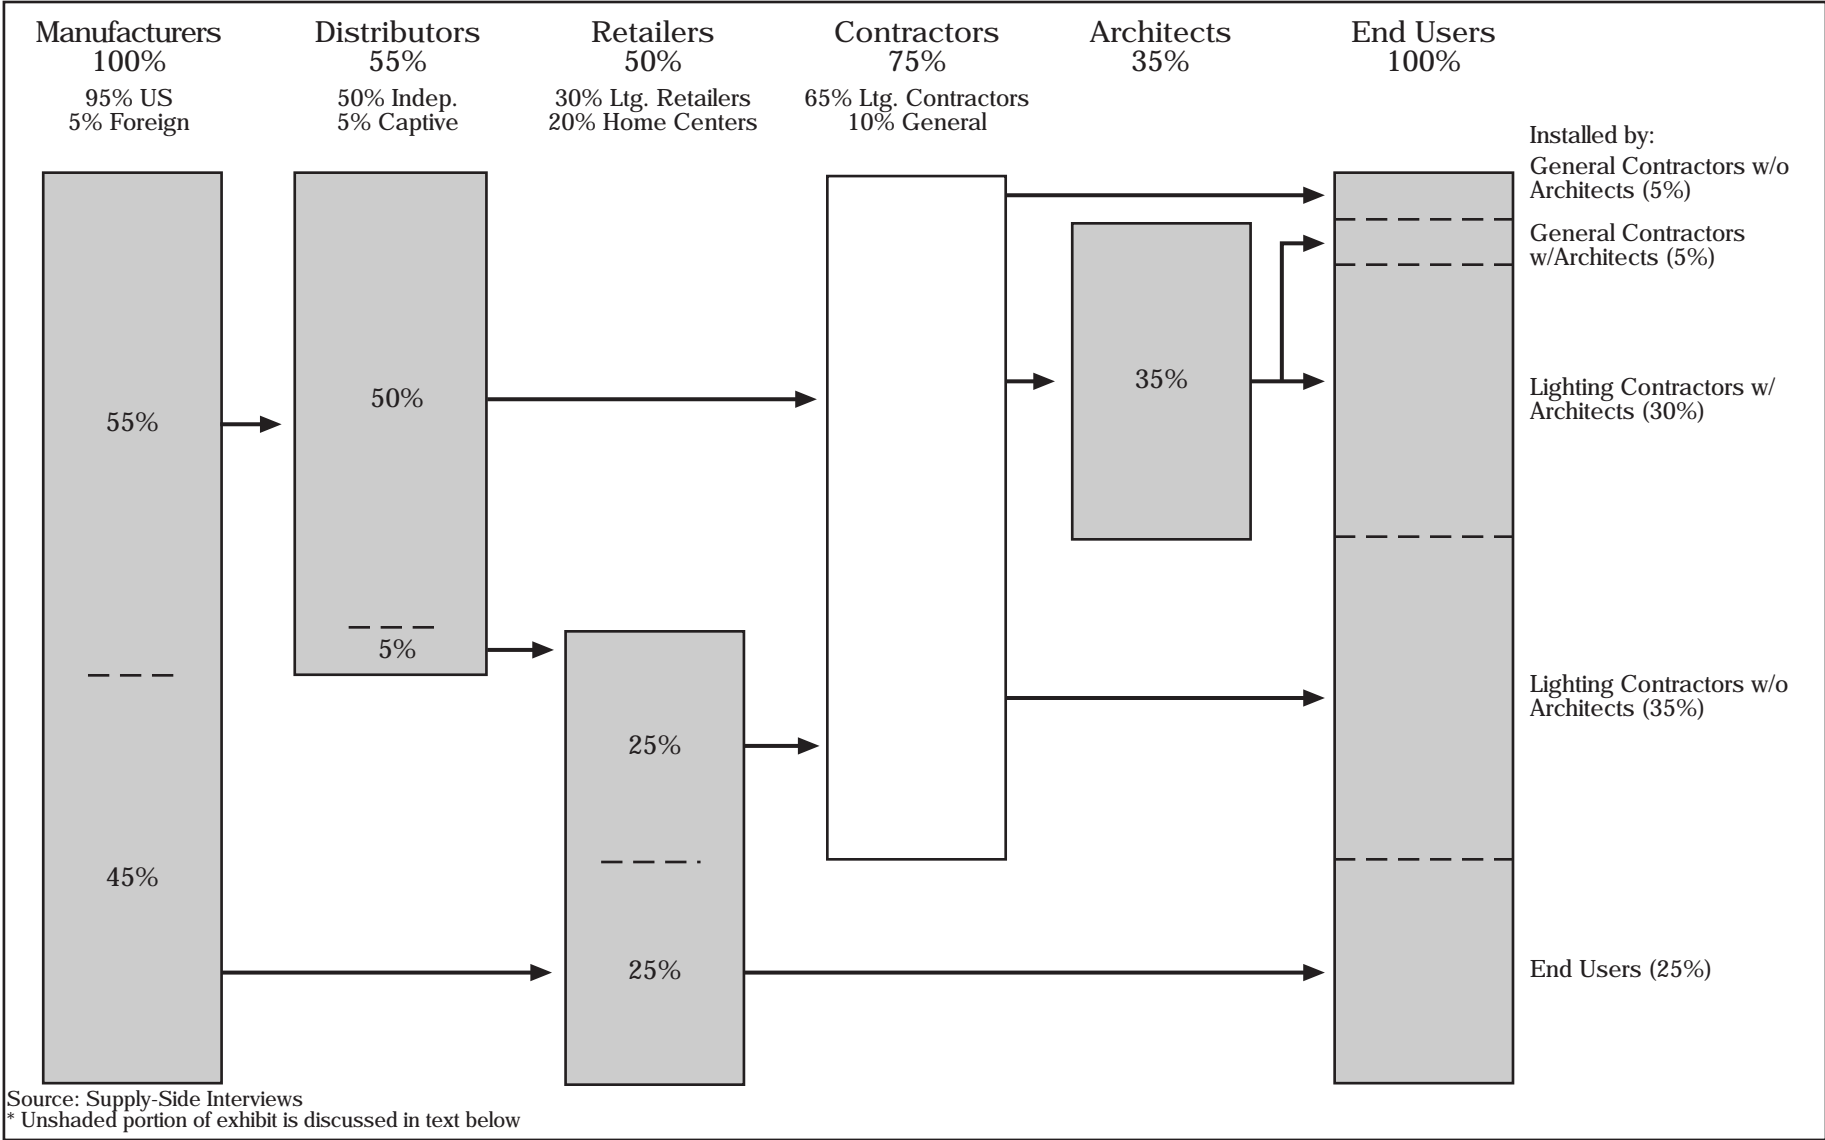 Manufacturers
100%
95% US
5% Foreign
Distributors
55%
50% Indep.
5% Captive
Retailers
50%
30% Ltg. Retailers
20% Home Centers
Contractors
75%
65% Ltg. Contractors
10% General
Architects
35%
End Users
100%
Installed by:
General Contractors w/o
Architects (5%)
General Contractors
w/Architects (5%)
Lighting Contractors w/
Architects (30%)
Lighting Contractors w/o
Architects (35%)
End Users (25%)
55%
45%
50%
5%
25%
25%
35%
Source: Supply-Side Interviews
* Unshaded portion of exhibit is discussed in text below